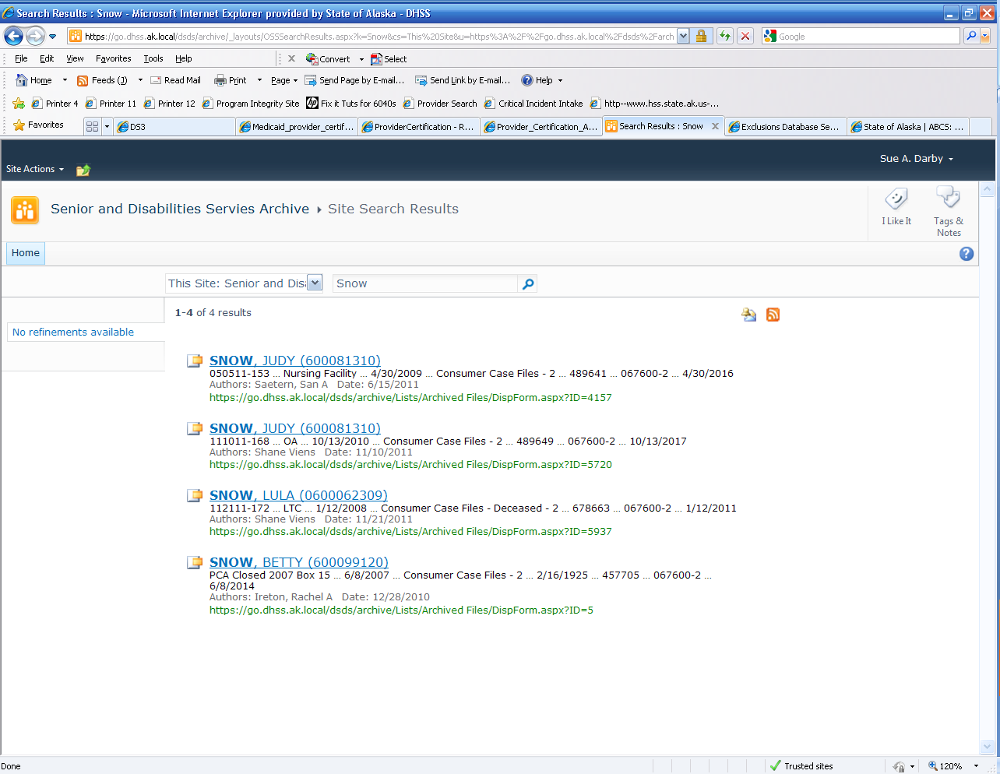 Search Results : Snow - Microsoft Internet Explorer provided by State of Alaska - DHSS
https://go.dhss.ak.local/dsds/archive/_layouts/OSSSearchResults.aspx?k=Snow&cs=This%20Site&u=https%3A%2F%2Fgo.dhss.ak.local%2Fdsds%2Farch
Google
File Edit View Favorites Tools Help
Convert Select
Home Feeds (J) Read Mail Print Page Send Page by E-mail... Send Link by E-mail... Help
Printer 4 Printer 11 Printer 12 Program Integrity Site Fix it Tuts for 6040s Provider Search Critical Incident Intake http--www.hss.state.ak.us-...
Favorites DS3 Medicaid_provider_certif... ProviderCertification - R... Provider_Certification_A... Search Results : Snow Exclusions Database Se... State of Alaska | ABCS: ...
Sue A. Darby
Site Actions
Senior and Disabilities Servies Archive Site Search Results
I Like It
Tags &
Notes
Home
This Site: Senior and Disa
Snow
1-4 of 4 results
No refinements available
SNOW, JUDY (600081310)
050511-153 ... Nursing Facility ... 4/30/2009 ... Consumer Case Files - 2 ... 489641 ... 067600-2 ... 4/30/2016
Authors: Saetern, San A Date: 6/15/2011
https://go.dhss.ak.local/dsds/archive/Lists/Archived Files/DispForm.aspx?ID=4157
SNOW, JUDY (600081310)
111011-168 ... OA ... 10/13/2010 ... Consumer Case Files - 2 ... 489649 ... 067600-2 ... 10/13/2017
Authors: Shane Viens Date: 11/10/2011
https://go.dhss.ak.local/dsds/archive/Lists/Archived Files/DispForm.aspx?ID=5720
SNOW, LULA (0600062309)
112111-172 ... LTC ... 1/12/2008 ... Consumer Case Files - Deceased - 2 ... 678663 ... 067600-2 ... 1/12/2011
Authors: Shane Viens Date: 11/21/2011
https://go.dhss.ak.local/dsds/archive/Lists/Archived Files/DispForm.aspx?ID=5937
SNOW, BETTY (600099120)
PCA Closed 2007 Box 15 ... 6/8/2007 ... Consumer Case Files - 2 ... 2/16/1925 ... 457705 ... 067600-2 ...
6/8/2014
Authors: Ireton, Rachel A Date: 12/28/2010
https://go.dhss.ak.local/dsds/archive/Lists/Archived Files/DispForm.aspx?ID=5
Done
Trusted sites
120%